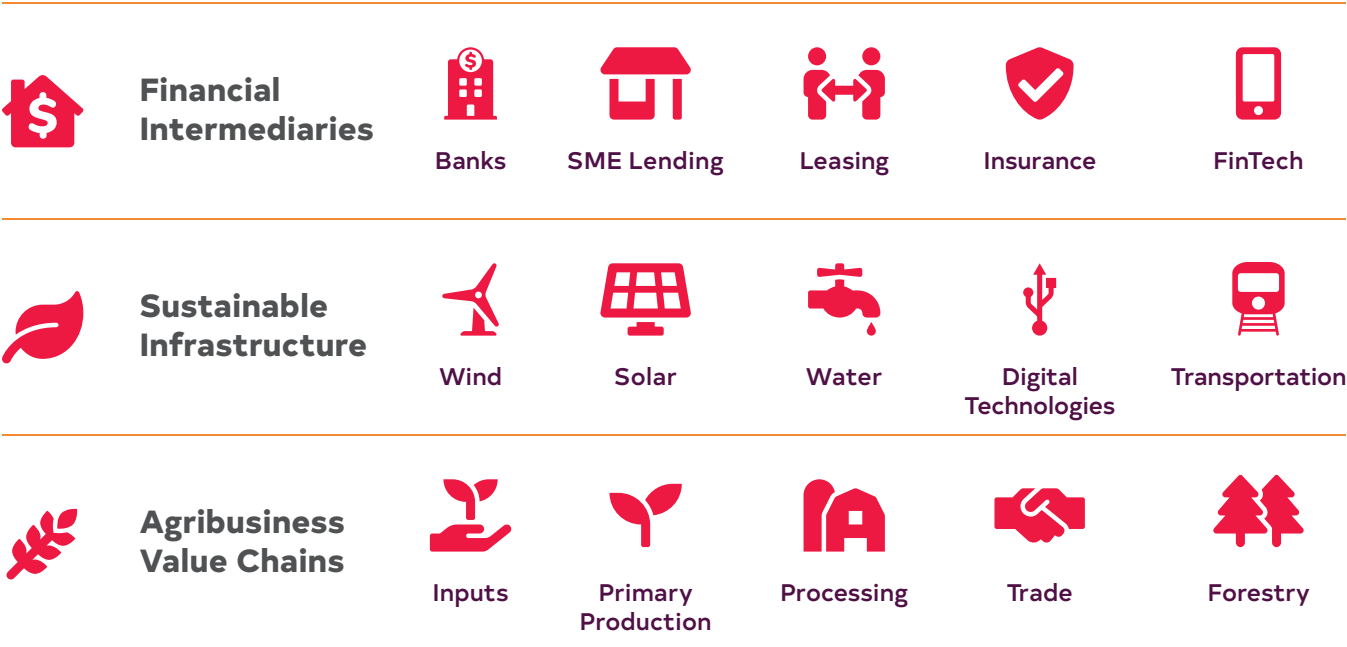 Financial
Intermediaries
Banks
SME Lending
Leasing
Insurance
FinTech
Sustainable
Infrastructure
Wind
Solar
Water
Digital
Technologies
Transportation
Agribusiness
Value Chains
Inputs
Primary
Production
Processing
Trade
Forestry